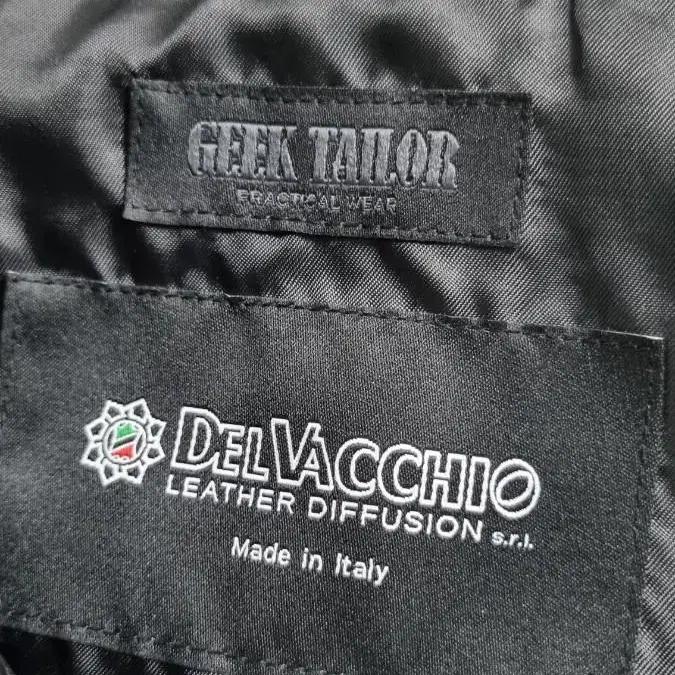 GEEK TAILOR
PRACTICAL WEAR
DELVACCHIO
LEATHER DIFFUSION s.r.l.
Made in Italy